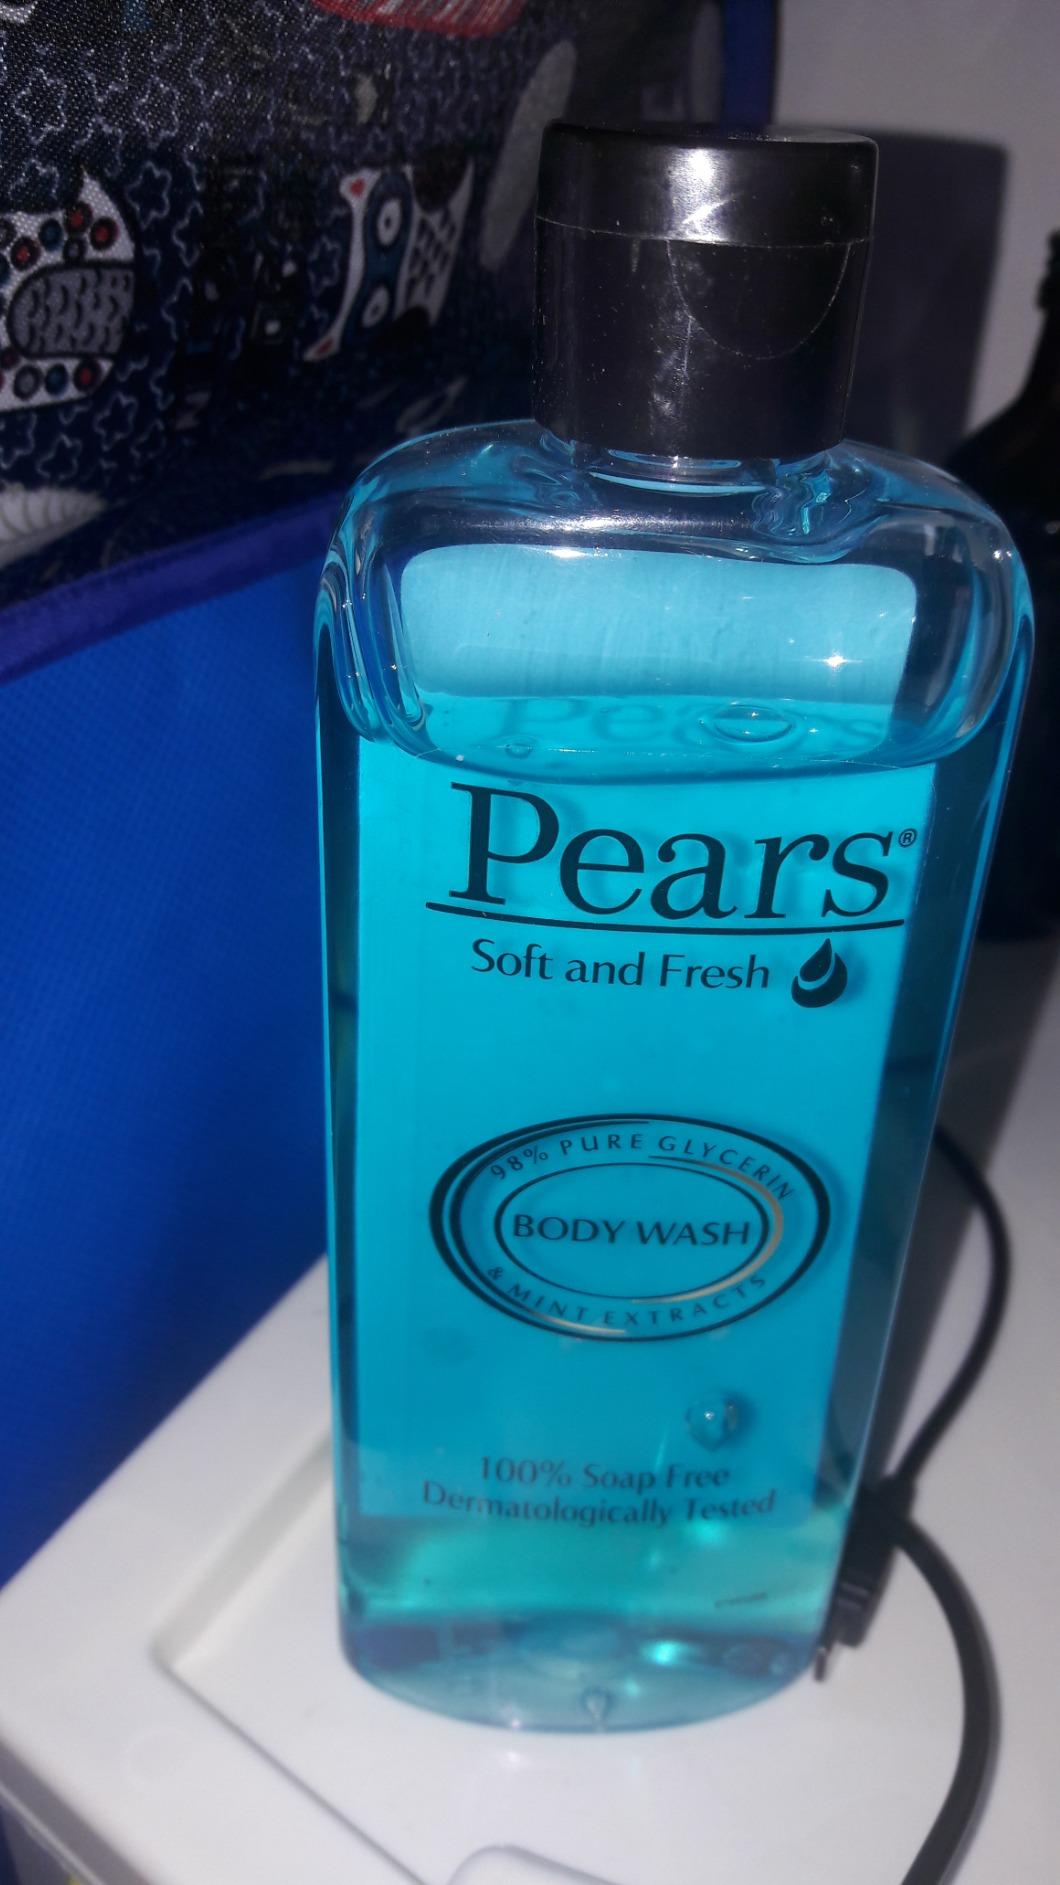 Pears®
Soft and Fresh
98% PURE GLYCERIN
BODY WASH
& MINT EXTRACTS
100% Soap Free
Dermatologically Tested